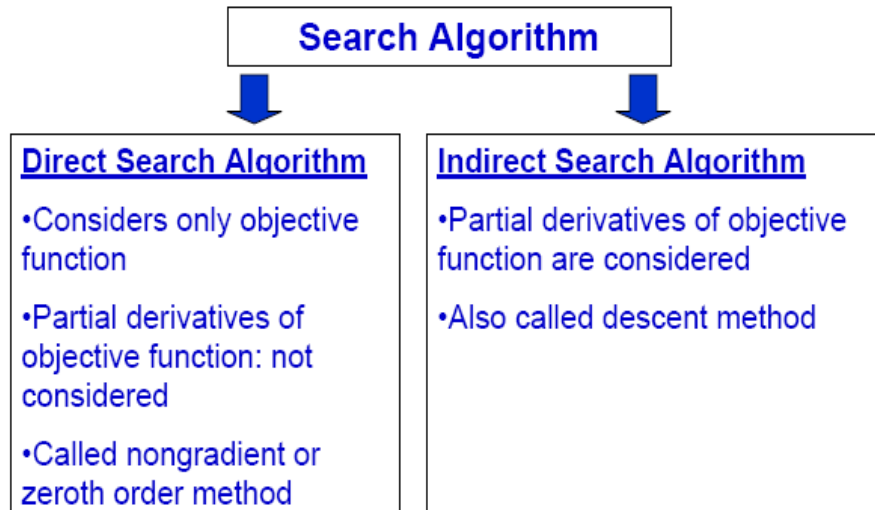 Search Algorithm
Direct Search Algorithm
•Considers only objective
function
•Partial derivatives of
objective function: not
considered
•Called nongradient or
zeroth order method
Indirect Search Algorithm
•Partial derivatives of objective
function are considered
•Also called descent method